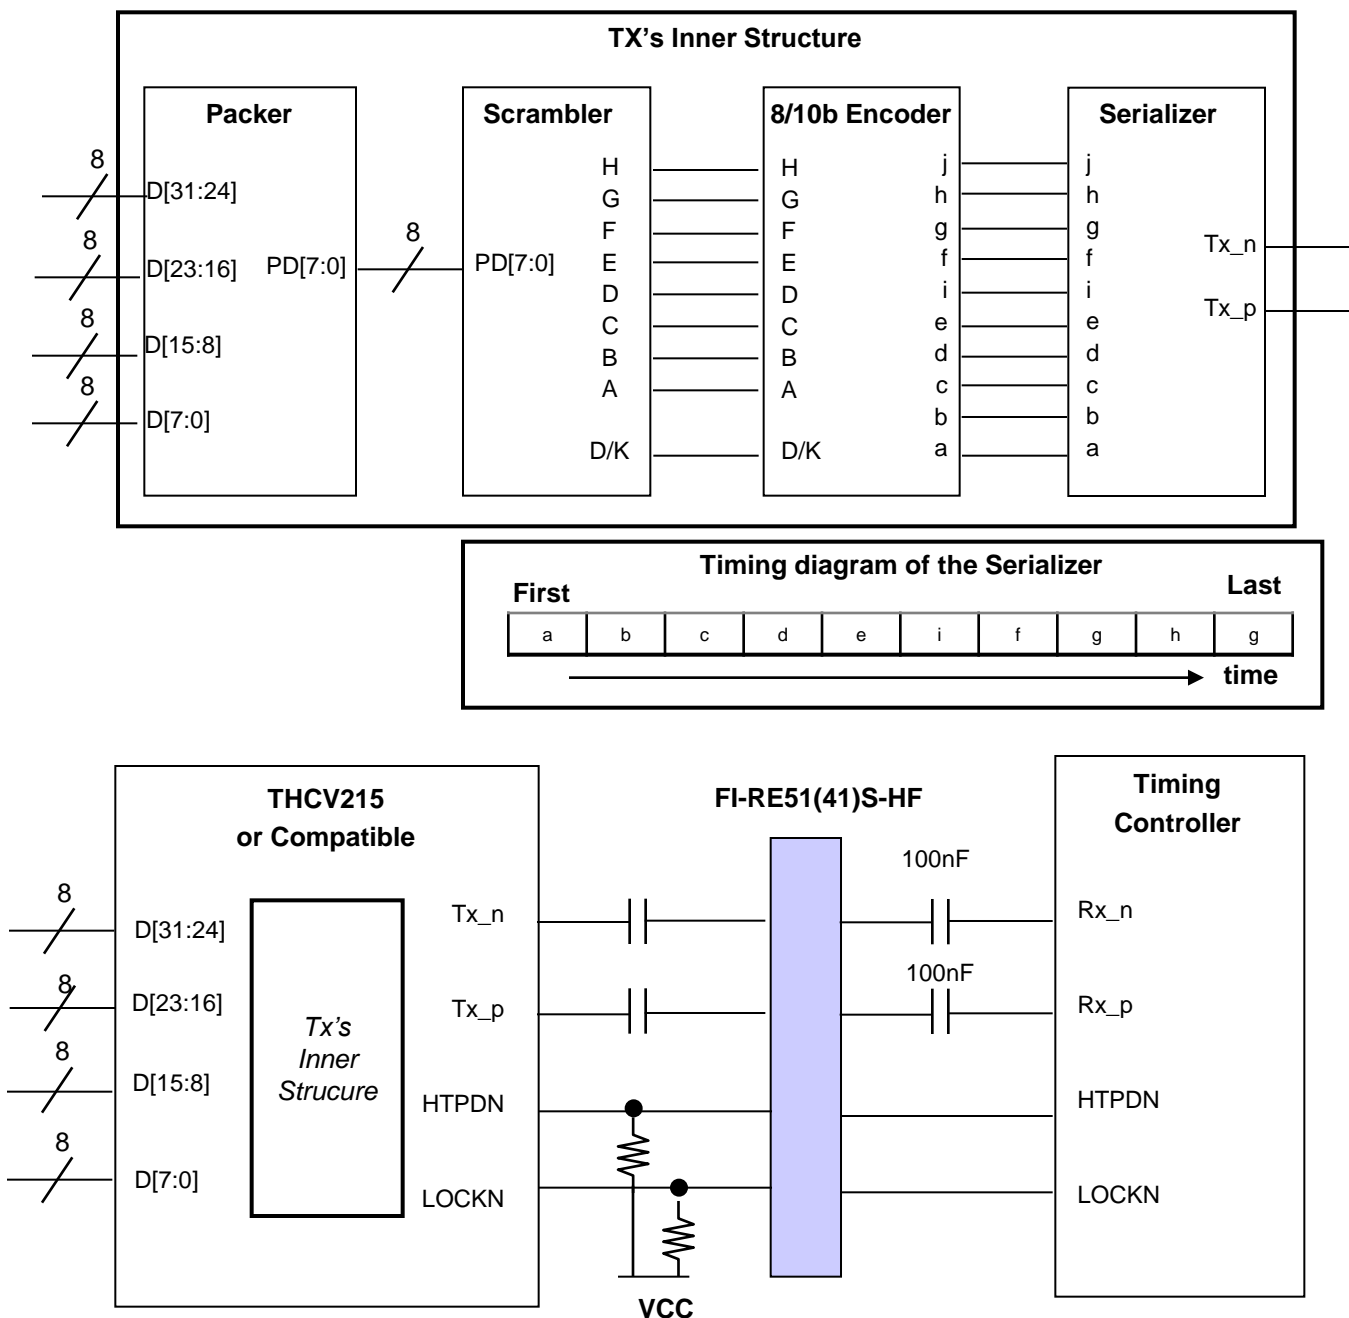 TX's Inner Structure
Packer
Scrambler
8/10b Encoder
Serializer
8
D[31:24]
8
D[23:16]
8
D[15:8]
8
D[7:0]
PD[7:0]
8
PD[7:0]
H
G
F
E
D
C
B
A
D/K
H
G
F
E
D
C
B
A
D/K
j
h
g
f
i
e
d
c
b
a
j
h
g
f
i
e
d
c
b
a
Tx_n
Tx_p
Timing diagram of the Serializer
First
Last
a b c d e i f g h g
time
THCV215
or Compatible
FI-RE51(41)S-HF
Timing
Controller
8
D[31:24]
8
D[23:16]
8
D[15:8]
8
D[7:0]
Tx's
Inner
Strucure
Tx_n
Tx_p
HTPDN
LOCKN
VCC
100nF
100nF
Rx_n
Rx_p
HTPDN
LOCKN